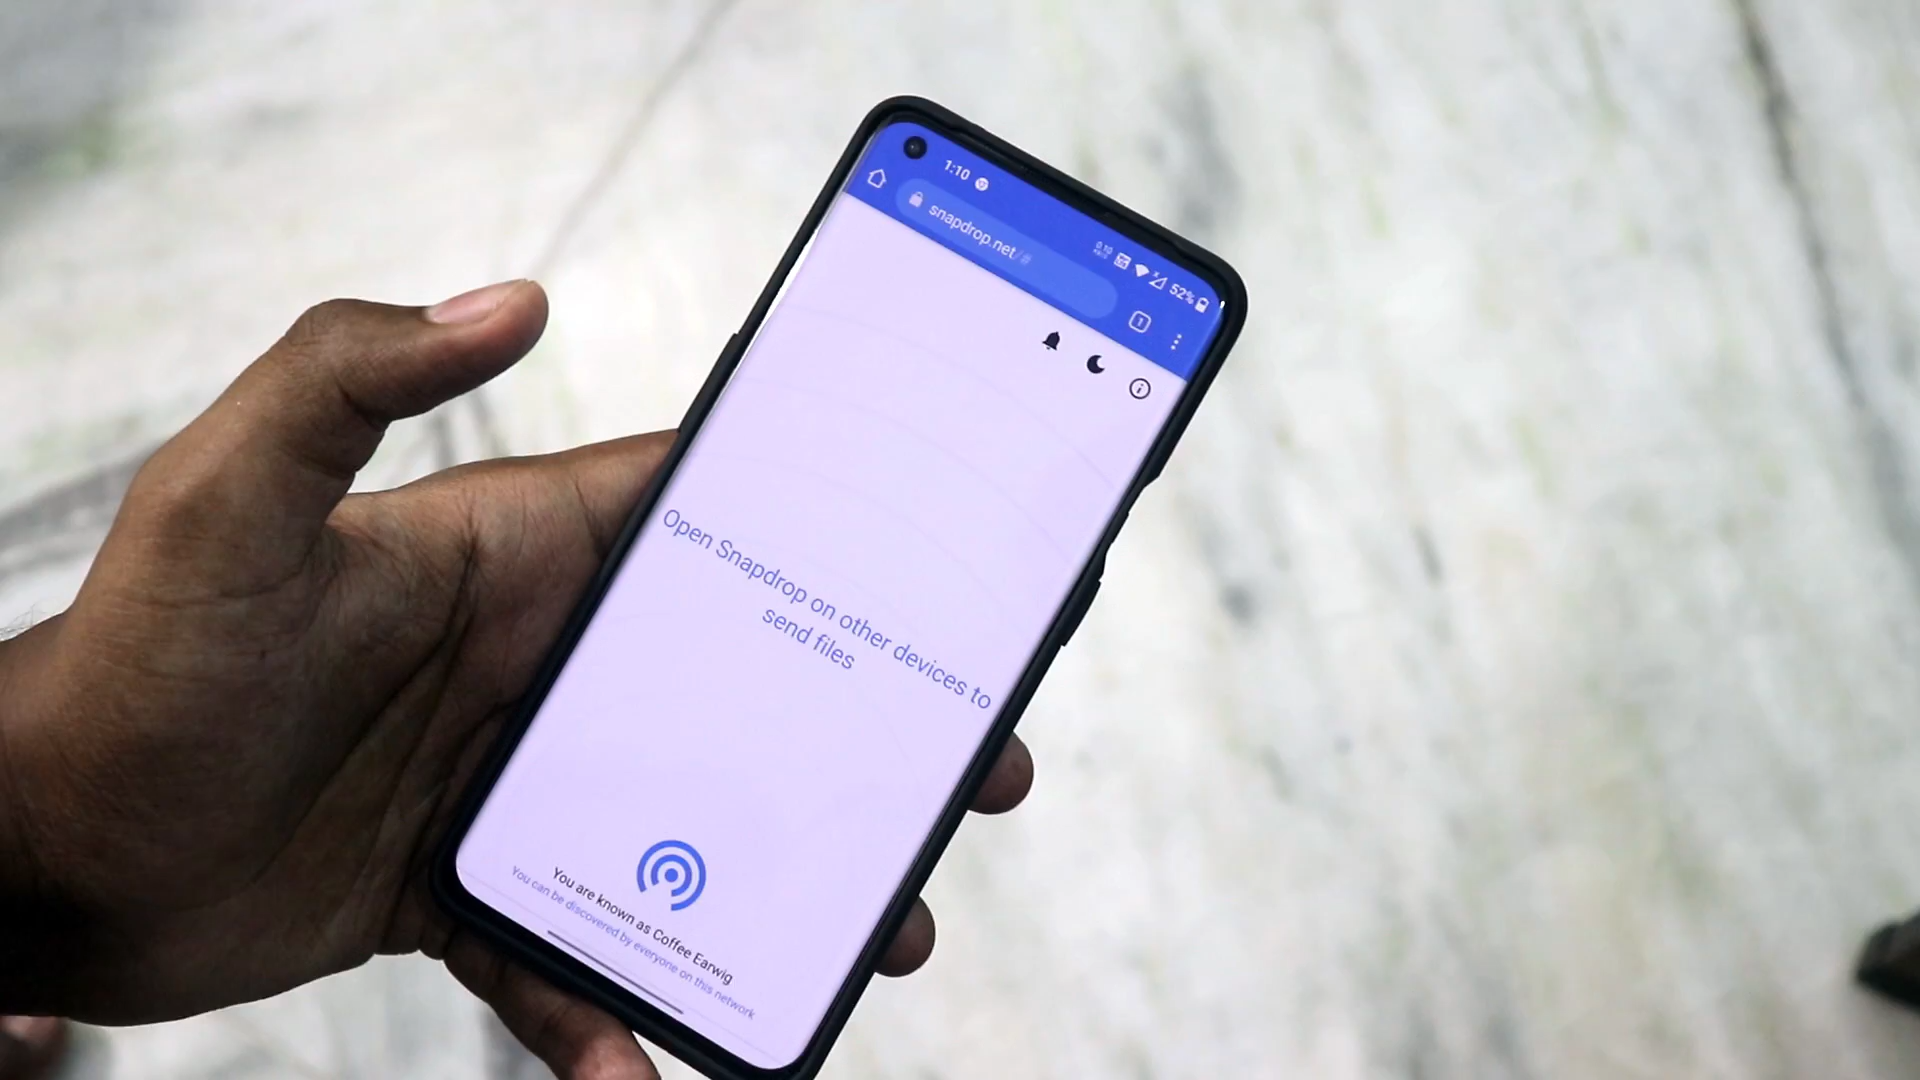 1:10
52%
snapdrop.net/#
1
Open Snapdrop on other devices to
send files
You are known as Coffee Earwig
You can be discovered by everyone on this network